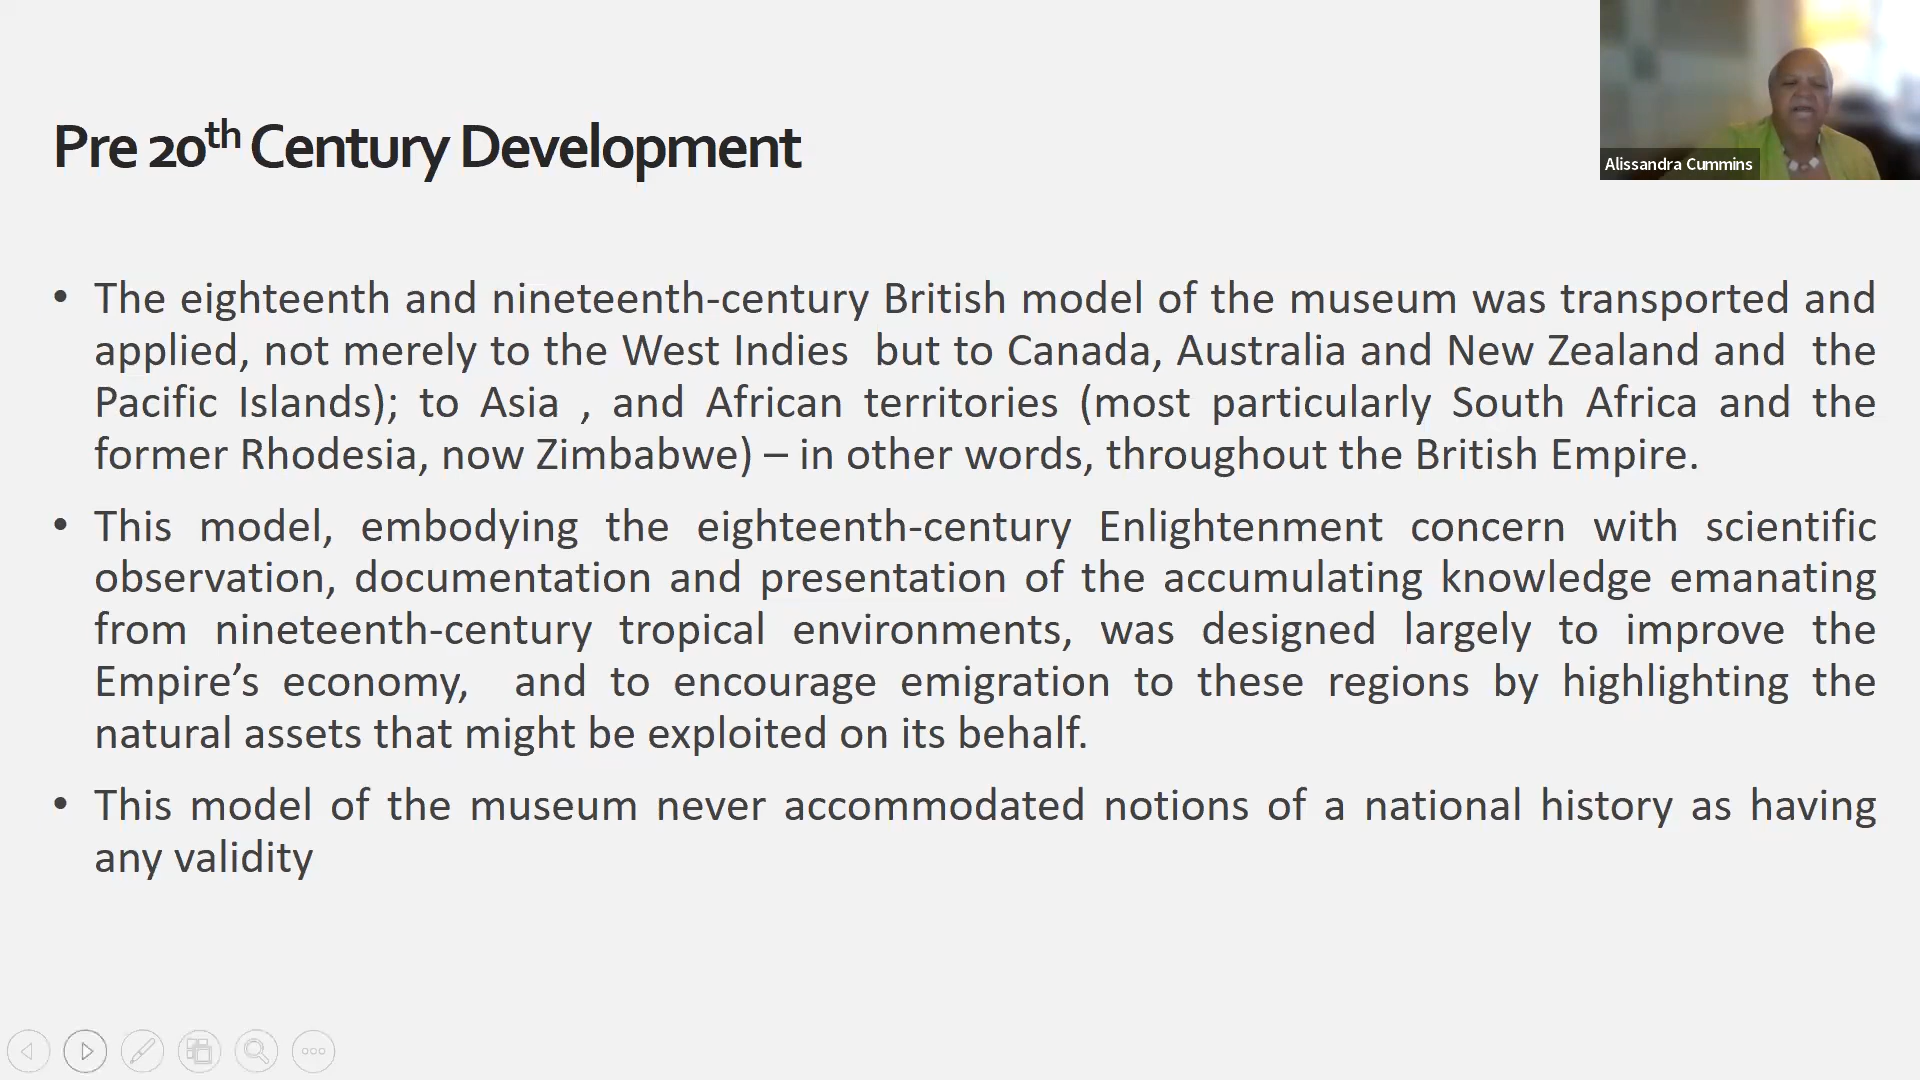 Pre 20th Century Development
Alissandra Cummins
• The eighteenth and nineteenth-century British model of the museum was transported and
applied, not merely to the West Indies  but to Canada, Australia and New Zealand and  the
Pacific Islands); to Asia , and African territories (most particularly South Africa and the
former Rhodesia, now Zimbabwe) – in other words, throughout the British Empire.
• This model, embodying the eighteenth-century Enlightenment concern with scientific
observation, documentation and presentation of the accumulating knowledge emanating
from nineteenth-century tropical environments, was designed largely to improve the
Empire’s economy,  and to encourage emigration to these regions by highlighting the
natural assets that might be exploited on its behalf.
• This model of the museum never accommodated notions of a national history as having
any validity